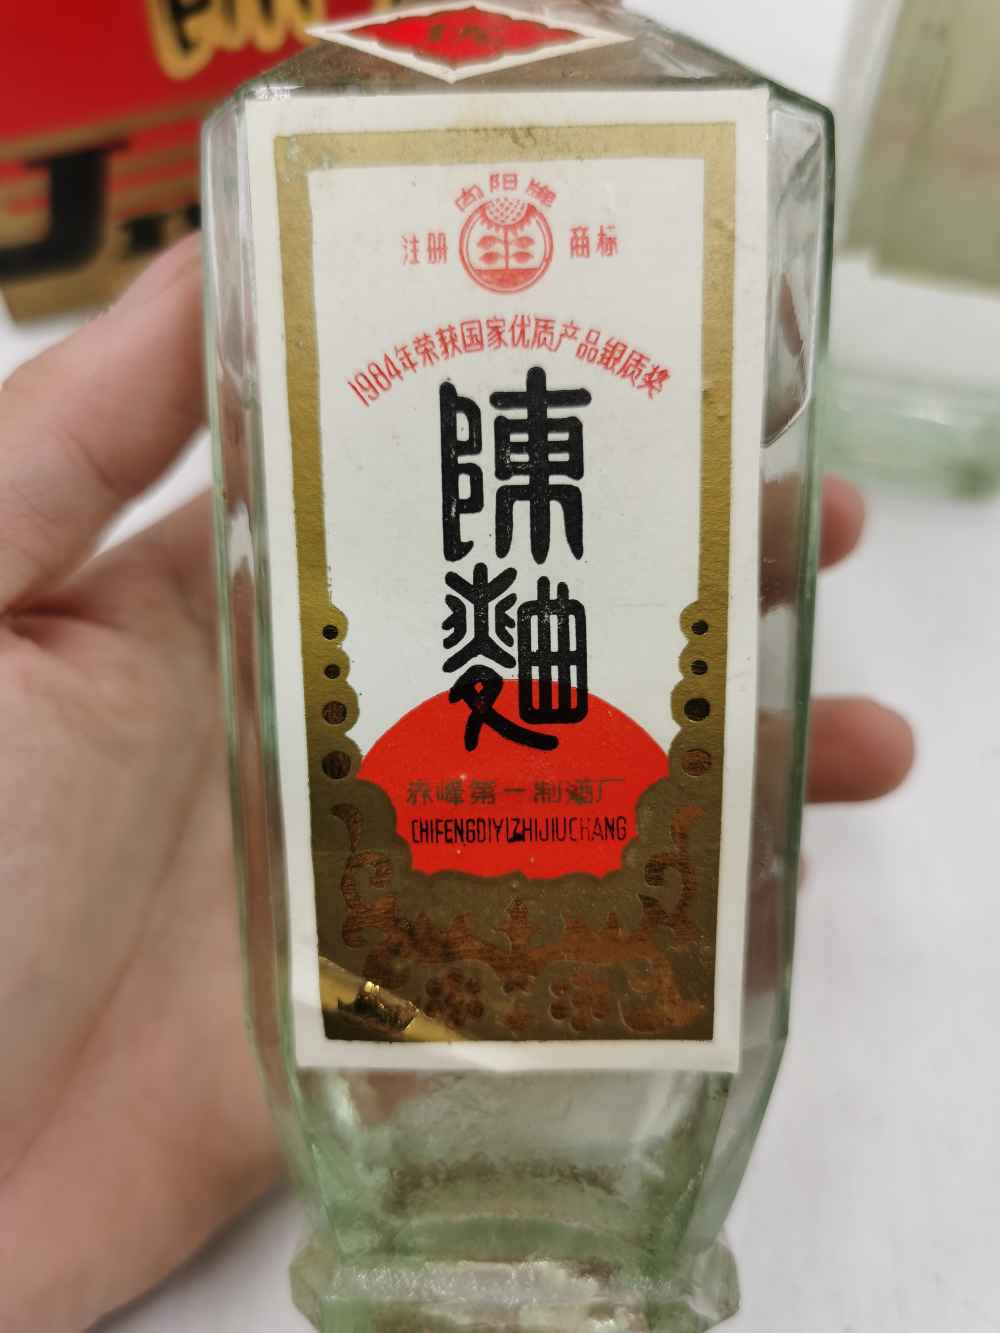 向阳牌
注册 商标
1984年荣获国家优质产品银质奖
陳麯
赤峰第一制酒厂
CHIFENGDIYIZHIJIUCHANG